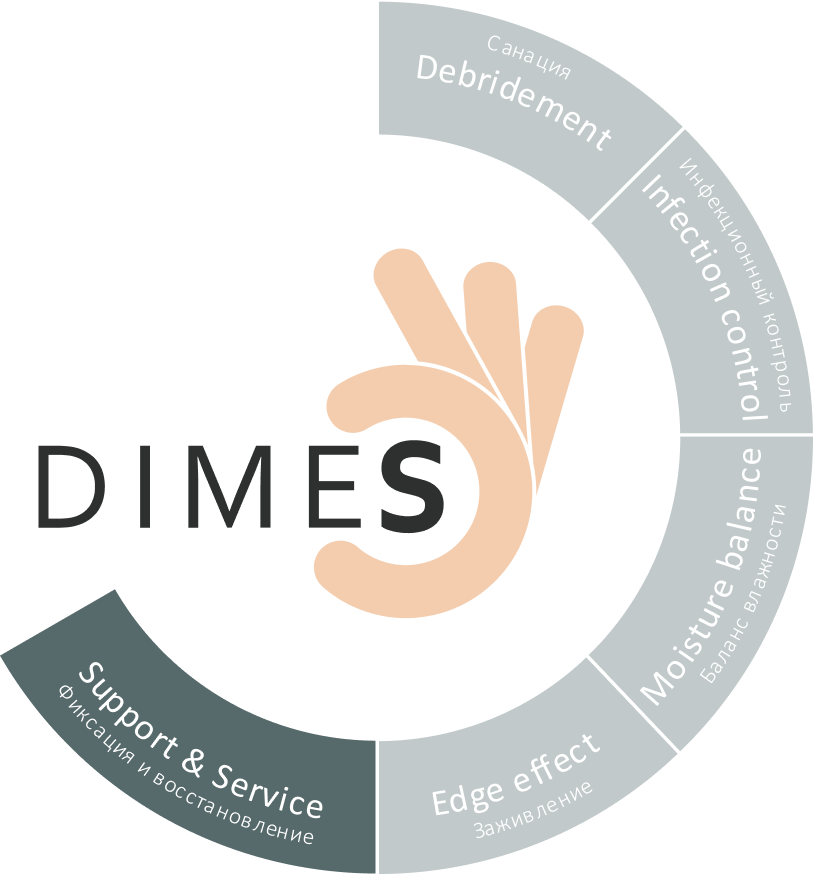 Санация
Debridement
Инфекционный контроль
Infection control
Moisture balance
Баланс влажности
Edge effect
Заживление
Support & Service
Фиксация и восстановление
DIMES